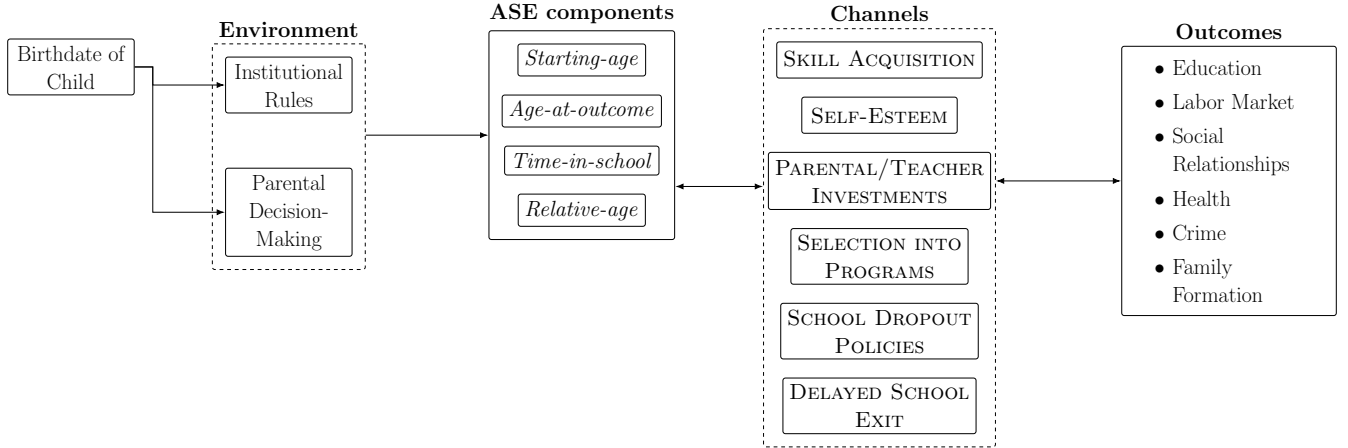 Birthdate of
Child
Environment
Institutional
Rules
Parental
Decision-
Making
ASE components
Starting-age
Age-at-outcome
Time-in-school
Relative-age
Channels
Skill Acquisition
Self-Esteem
Parental/Teacher
Investments
Selection into
Programs
School Dropout
Policies
Delayed School
Exit
Outcomes
• Education
• Labor Market
• Social
Relationships
• Health
• Crime
• Family
Formation